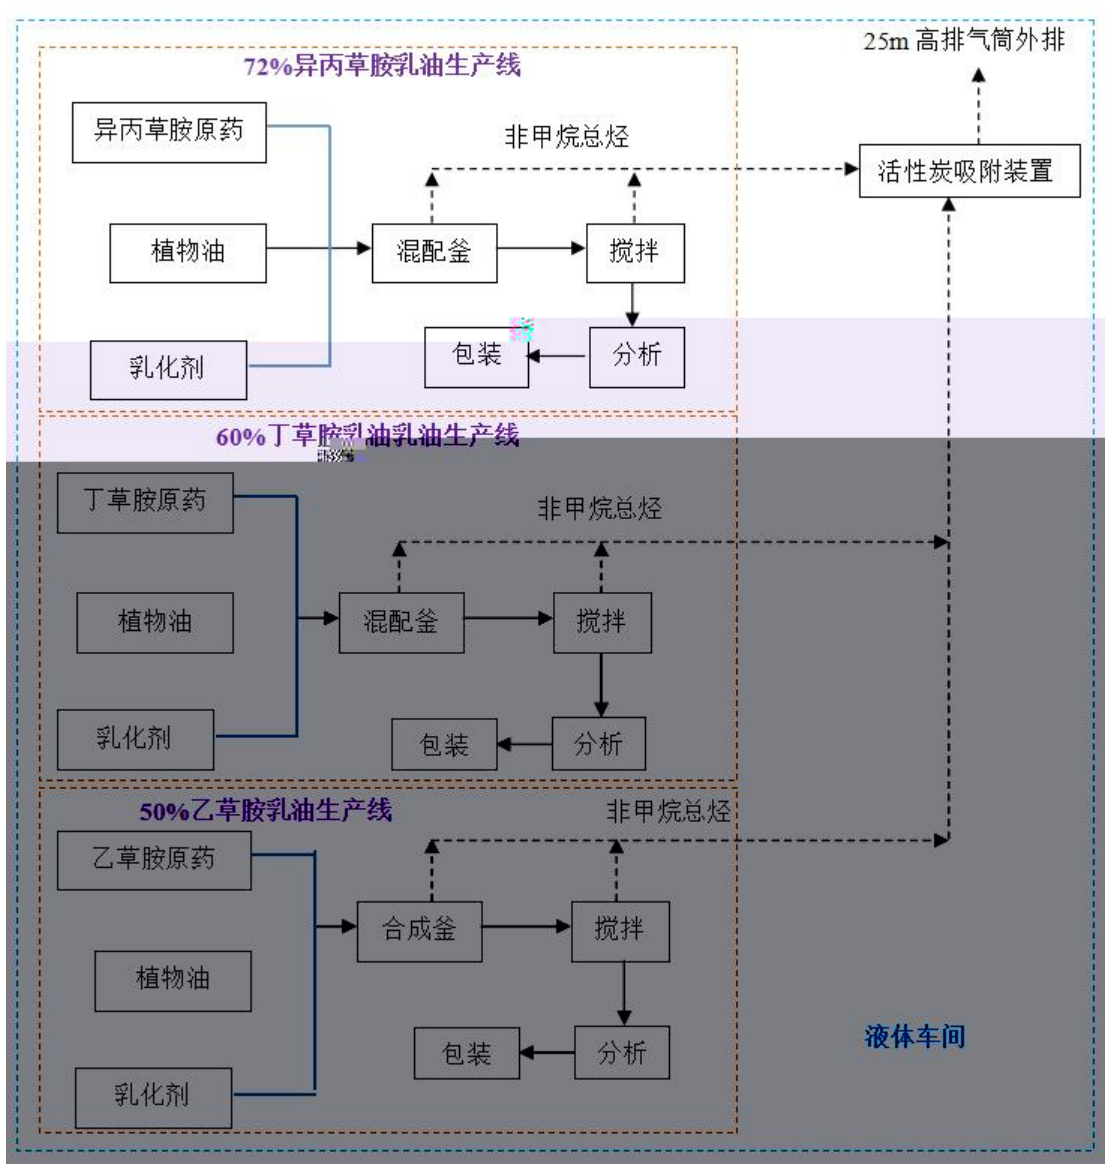 25m 高排气筒外排
72%异丙草胺乳油生产线
异丙草胺原药
非甲烷总烃
活性炭吸附装置
植物油
混配釜
搅拌
包装
分析
乳化剂
60%丁草胺乳油乳油生产线
丁草胺原药
非甲烷总烃
植物油
混配釜
搅拌
乳化剂
包装
分析
50%乙草胺乳油生产线
非甲烷总烃
乙草胺原药
合成釜
搅拌
植物油
液体车间
包装
分析
乳化剂